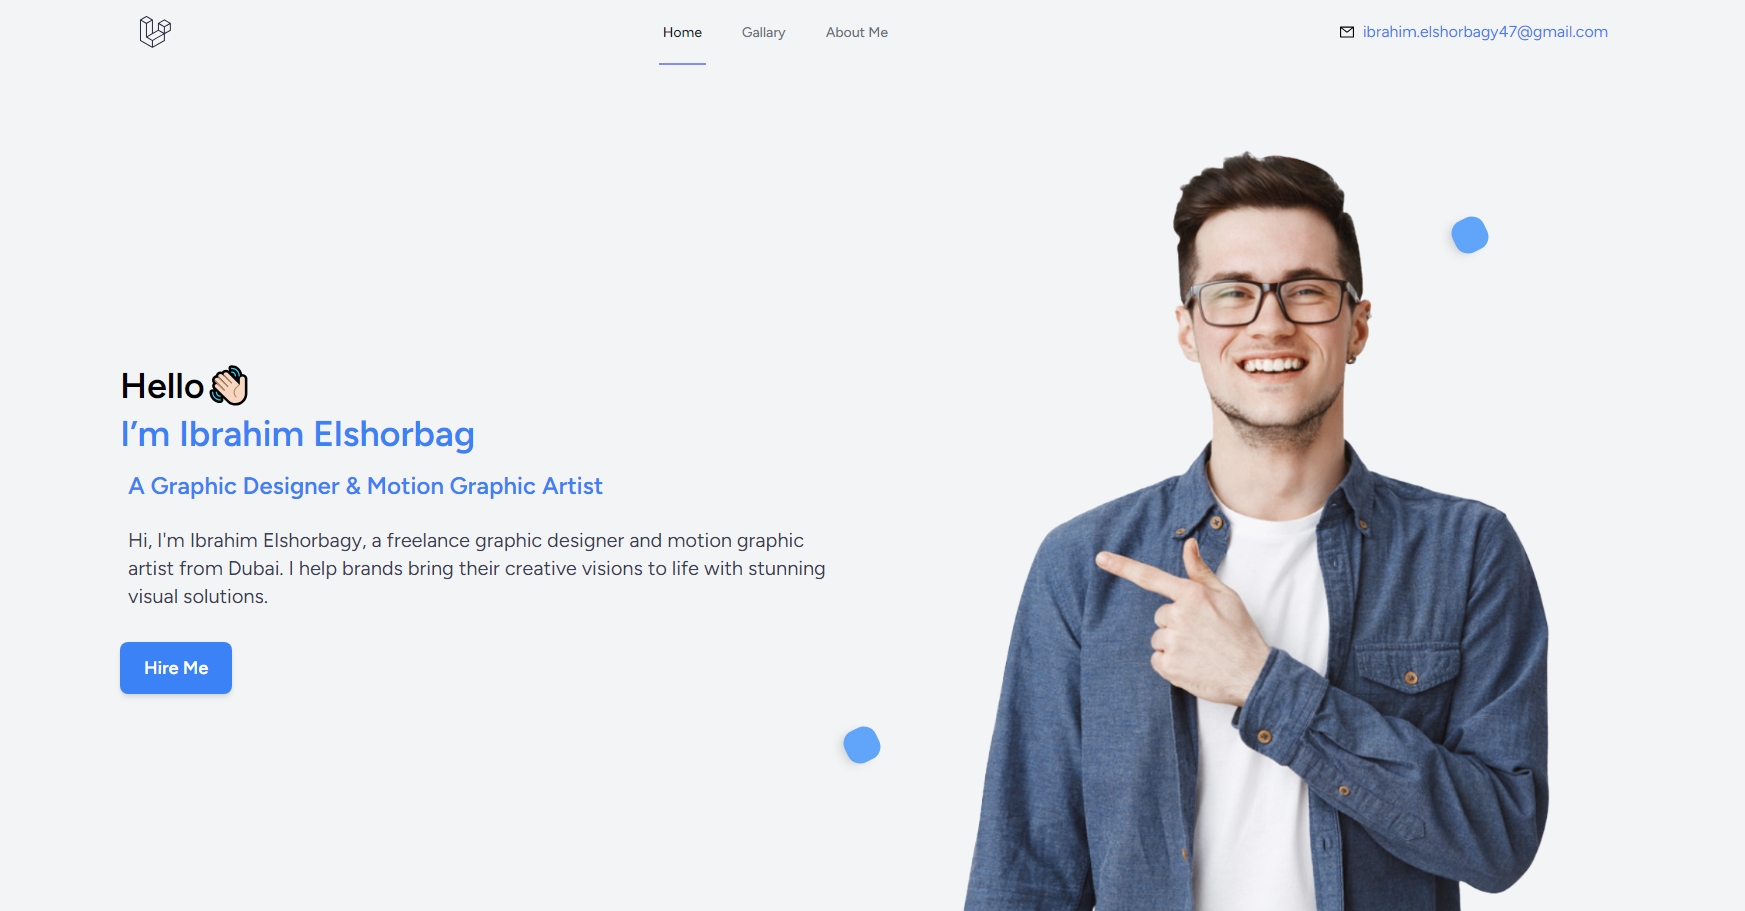 Home
Gallary
About Me
ibrahim.elshorbagy47@gmail.com
Hello👋🏻
I’m Ibrahim Elshorbag
A Graphic Designer & Motion Graphic Artist
Hi, I'm Ibrahim Elshorbagy, a freelance graphic designer and motion graphic
artist from Dubai. I help brands bring their creative visions to life with stunning
visual solutions.
Hire Me